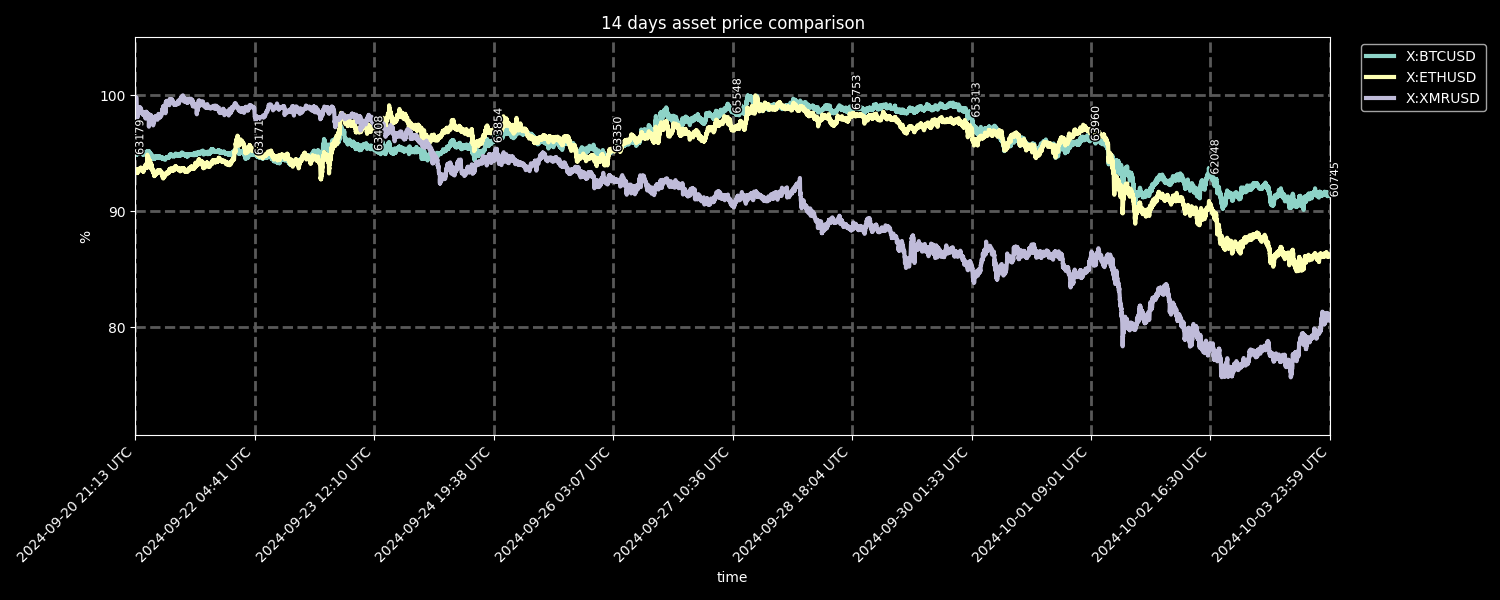 14 days asset price comparison
X:BTCUSD
X:ETHUSD
X:XMRUSD
%
100
90
80
63179
63171
63408
63854
63350
65548
65753
65313
63960
62048
60745
2024-09-20 21:13 UTC
2024-09-22 04:41 UTC
2024-09-23 12:10 UTC
2024-09-24 19:38 UTC
2024-09-26 03:07 UTC
2024-09-27 10:36 UTC
2024-09-28 18:04 UTC
2024-09-30 01:33 UTC
2024-10-01 09:01 UTC
2024-10-02 16:30 UTC
2024-10-03 23:59 UTC
time